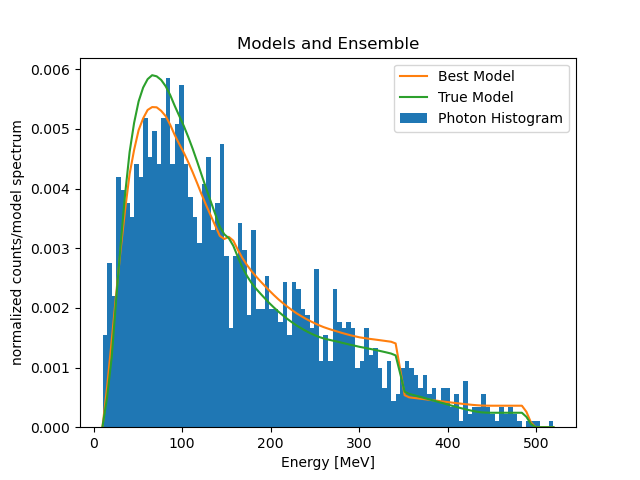 Models and Ensemble
Best Model
True Model
Photon Histogram
normalized counts/model spectrum
0.006
0.005
0.004
0.003
0.002
0.001
0.000
0 100 200 300 400 500
Energy [MeV]